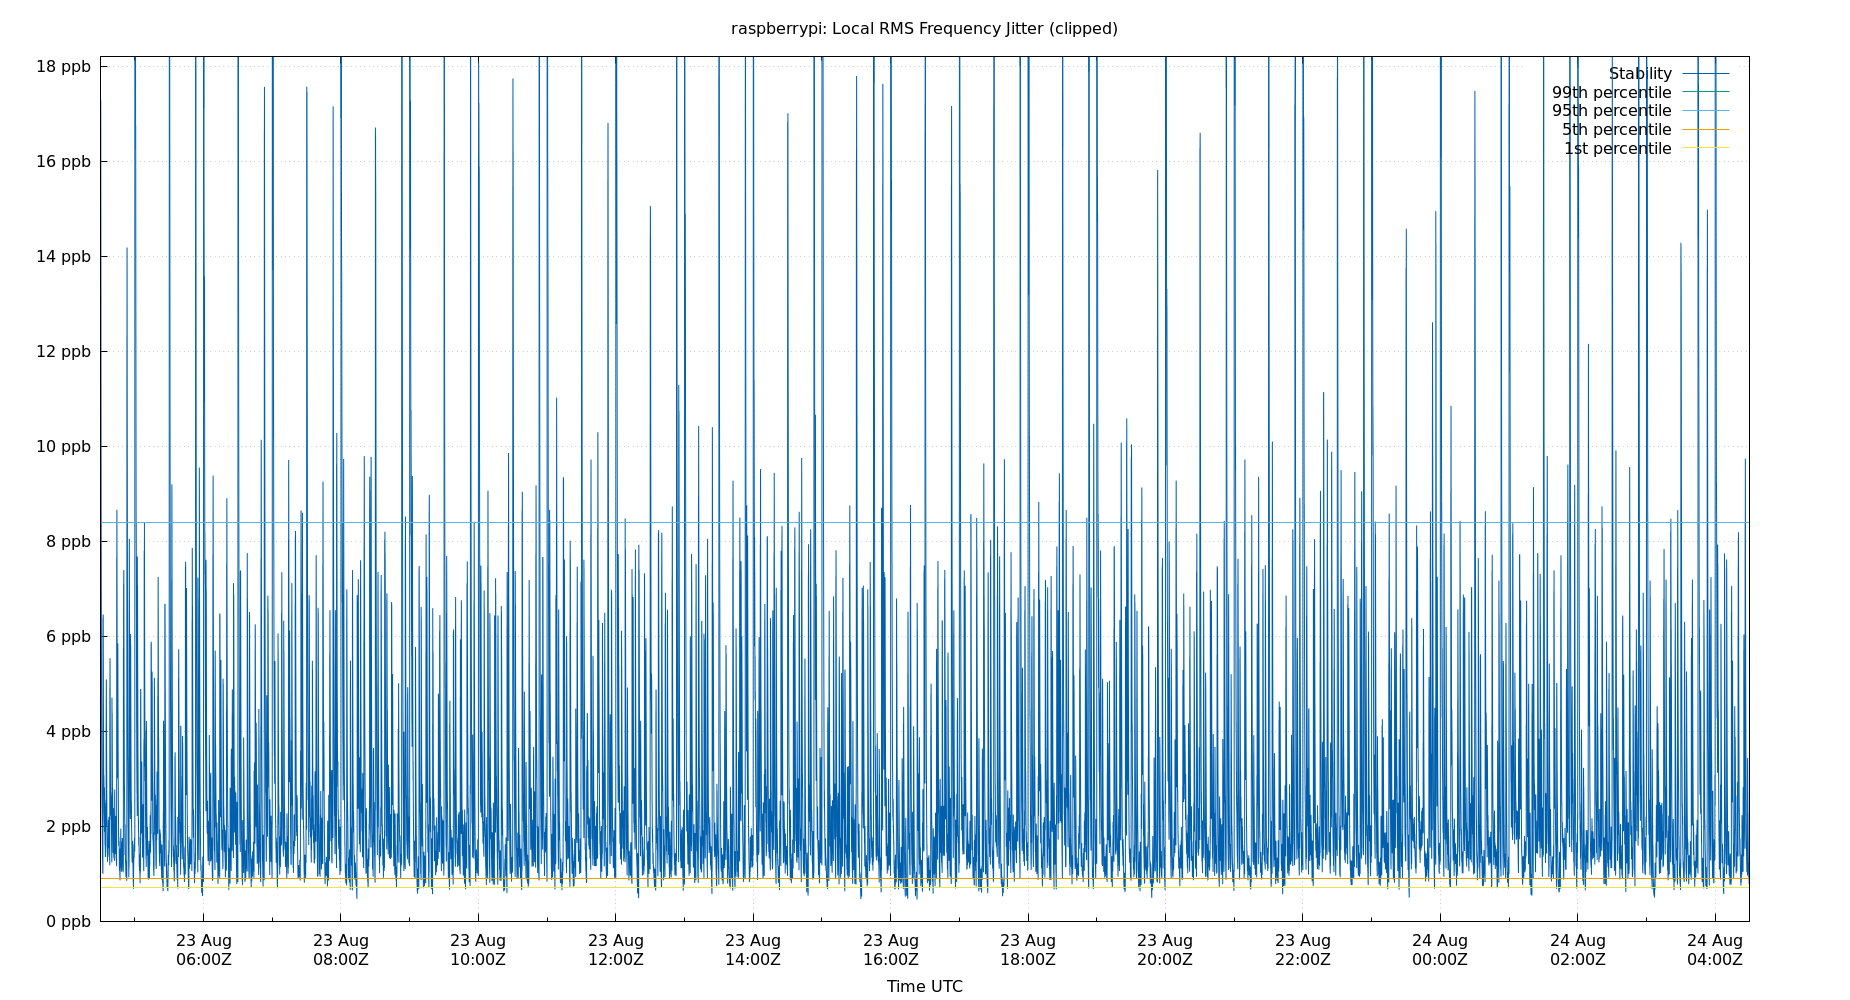 raspberrypi: Local RMS Frequency Jitter (clipped)
18 ppb
16 ppb
14 ppb
12 ppb
10 ppb
8 ppb
6 ppb
4 ppb
2 ppb
0 ppb
Stability
99th percentile
95th percentile
5th percentile
1st percentile
23 Aug 23 Aug 23 Aug 23 Aug 23 Aug 23 Aug 23 Aug 23 Aug 23 Aug 24 Aug 24 Aug 24 Aug
06:00Z 08:00Z 10:00Z 12:00Z 14:00Z 16:00Z 18:00Z 20:00Z 22:00Z 00:00Z 02:00Z 04:00Z
Time UTC